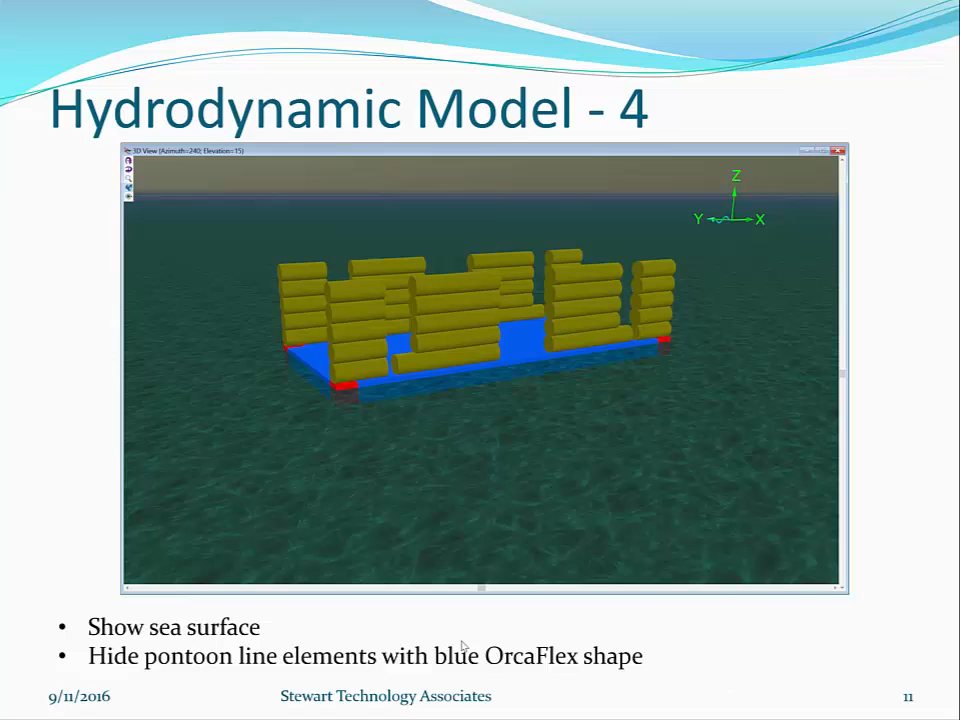 Hydrodynamic Model - 4
3D View (Azimuth=240; Elevation=15)
Z
Y
X
• Show sea surface
• Hide pontoon line elements with blue OrcaFlex shape
9/11/2016
Stewart Technology Associates
11